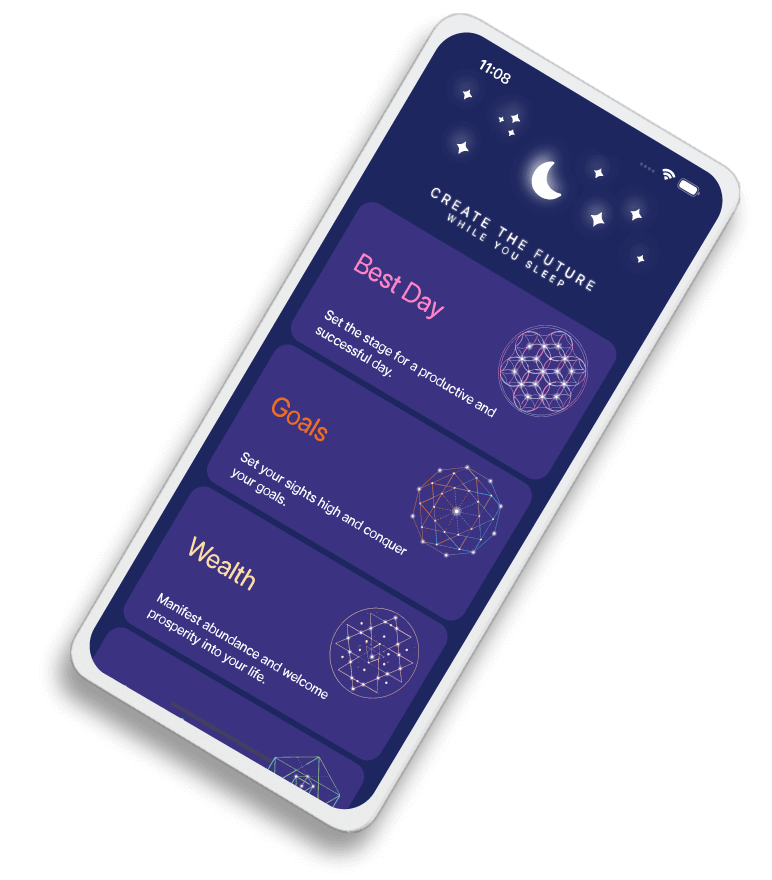 11:08
CREATE THE FUTURE
WHILE YOU SLEEP
Best Day
Set the stage for a productive and
successful day.
Goals
Set your sights high and conquer
your goals.
Wealth
Manifest abundance and welcome
prosperity into your life.